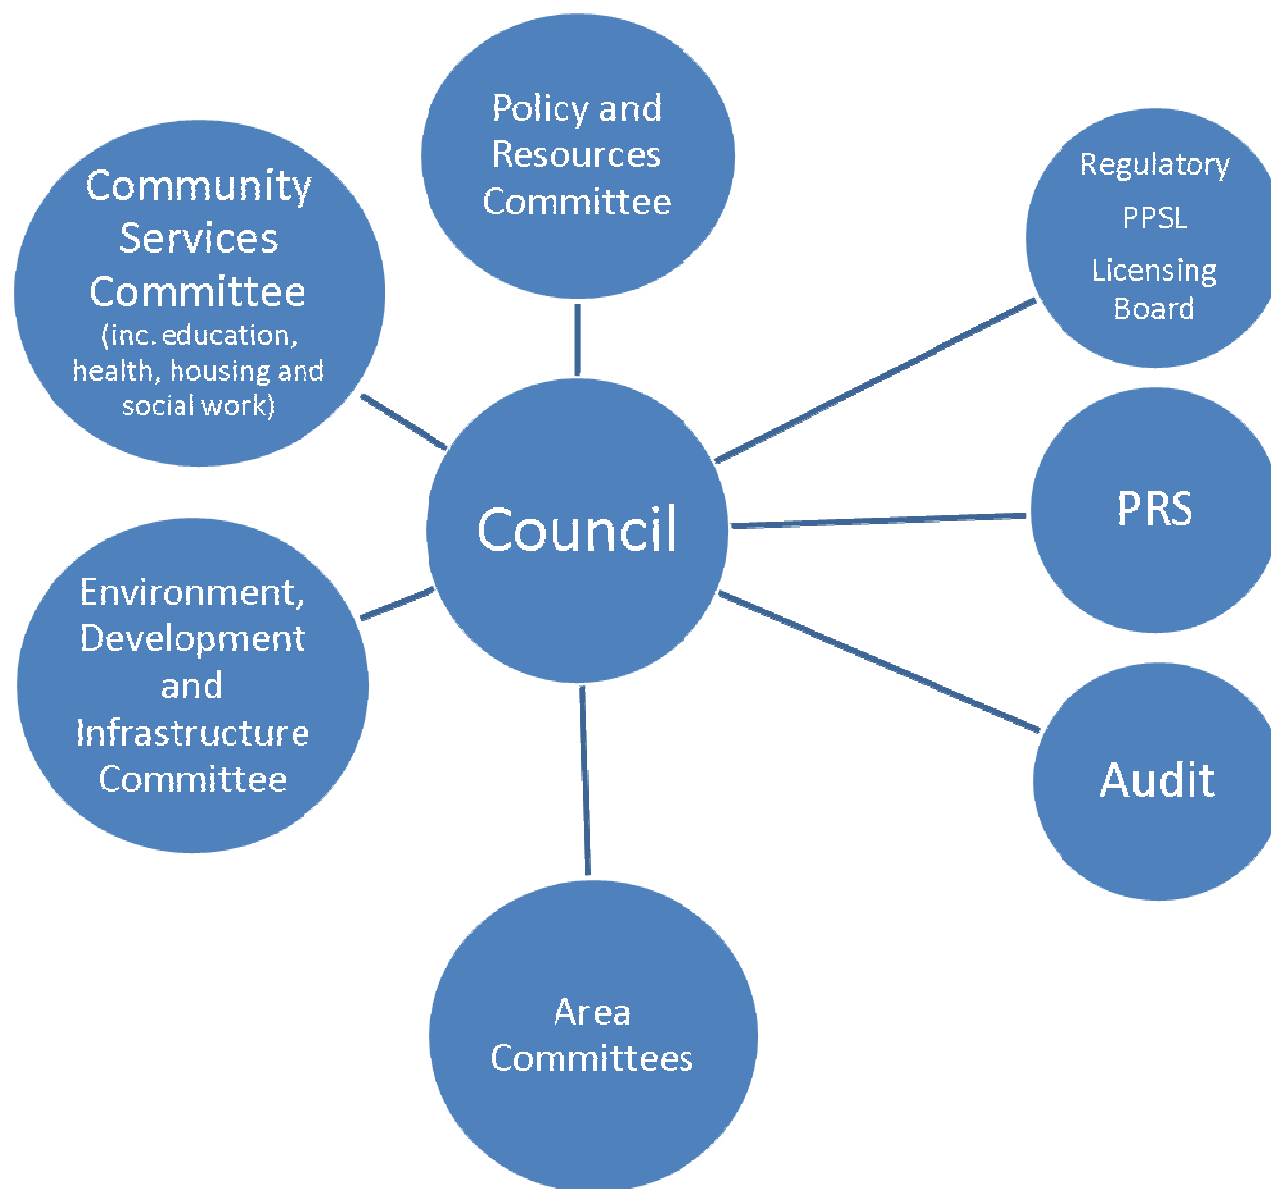 Policy and
Resources
Committee
Community
Services
Committee
(inc. education,
health, housing and
social work)
Regulatory
PPSL
Licensing
Board
Council
PRS
Environment,
Development
and
Infrastructure
Committee
Audit
Area
Committees